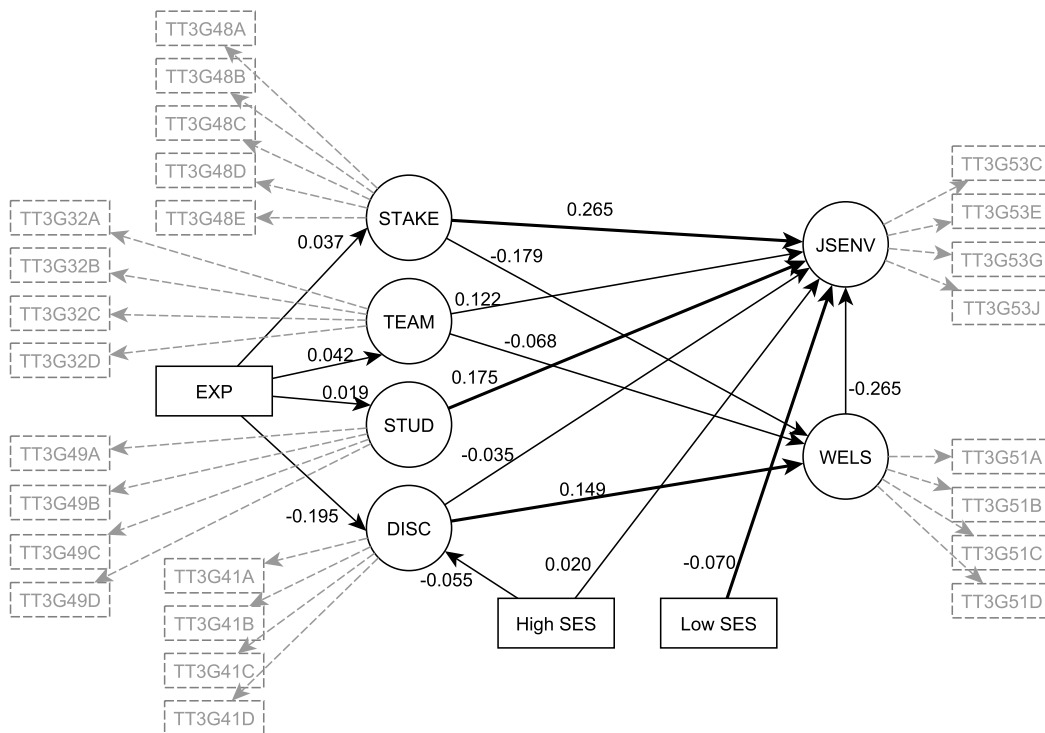 TT3G48A
TT3G48B
TT3G48C
TT3G48D
TT3G48E
TT3G32A
TT3G32B
TT3G32C
TT3G32D
EXP
TT3G49A
TT3G49B
TT3G49C
TT3G49D
TT3G41A
TT3G41B
TT3G41C
TT3G41D
STAKE
TEAM
STUD
DISC
0.037
0.042
0.019
-0.195
-0.055
0.265
-0.179
0.122
-0.068
0.175
-0.035
0.149
0.020
-0.070
-0.265
High SES
Low SES
JSENV
WELS
TT3G53C
TT3G53E
TT3G53G
TT3G53J
TT3G51A
TT3G51B
TT3G51C
TT3G51D